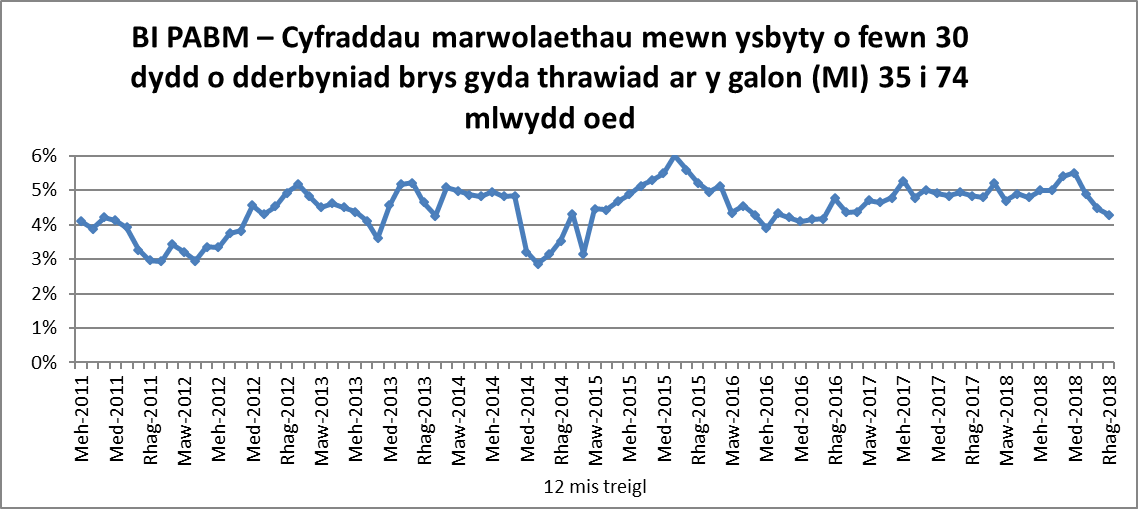 BI PABM – Cyfraddau marwolaethau mewn ysbyty o fewn 30
dydd o dderbyniad brys gyda thrawiad ar y galon (MI) 35 i 74
mlwydd oed
6%
5%
4%
3%
2%
1%
0%
Meh-2011
Med-2011
Rhag-2011
Maw-2012
Meh-2012
Med-2012
Rhag-2012
Maw-2013
Meh-2013
Med-2013
Rhag-2013
Maw-2014
Meh-2014
Med-2014
Rhag-2014
Maw-2015
Meh-2015
Med-2015
Rhag-2015
Maw-2016
Meh-2016
Med-2016
Rhag-2016
Maw-2017
Meh-2017
Med-2017
Rhag-2017
Maw-2018
Meh-2018
Med-2018
Rhag-2018
12 mis treigl